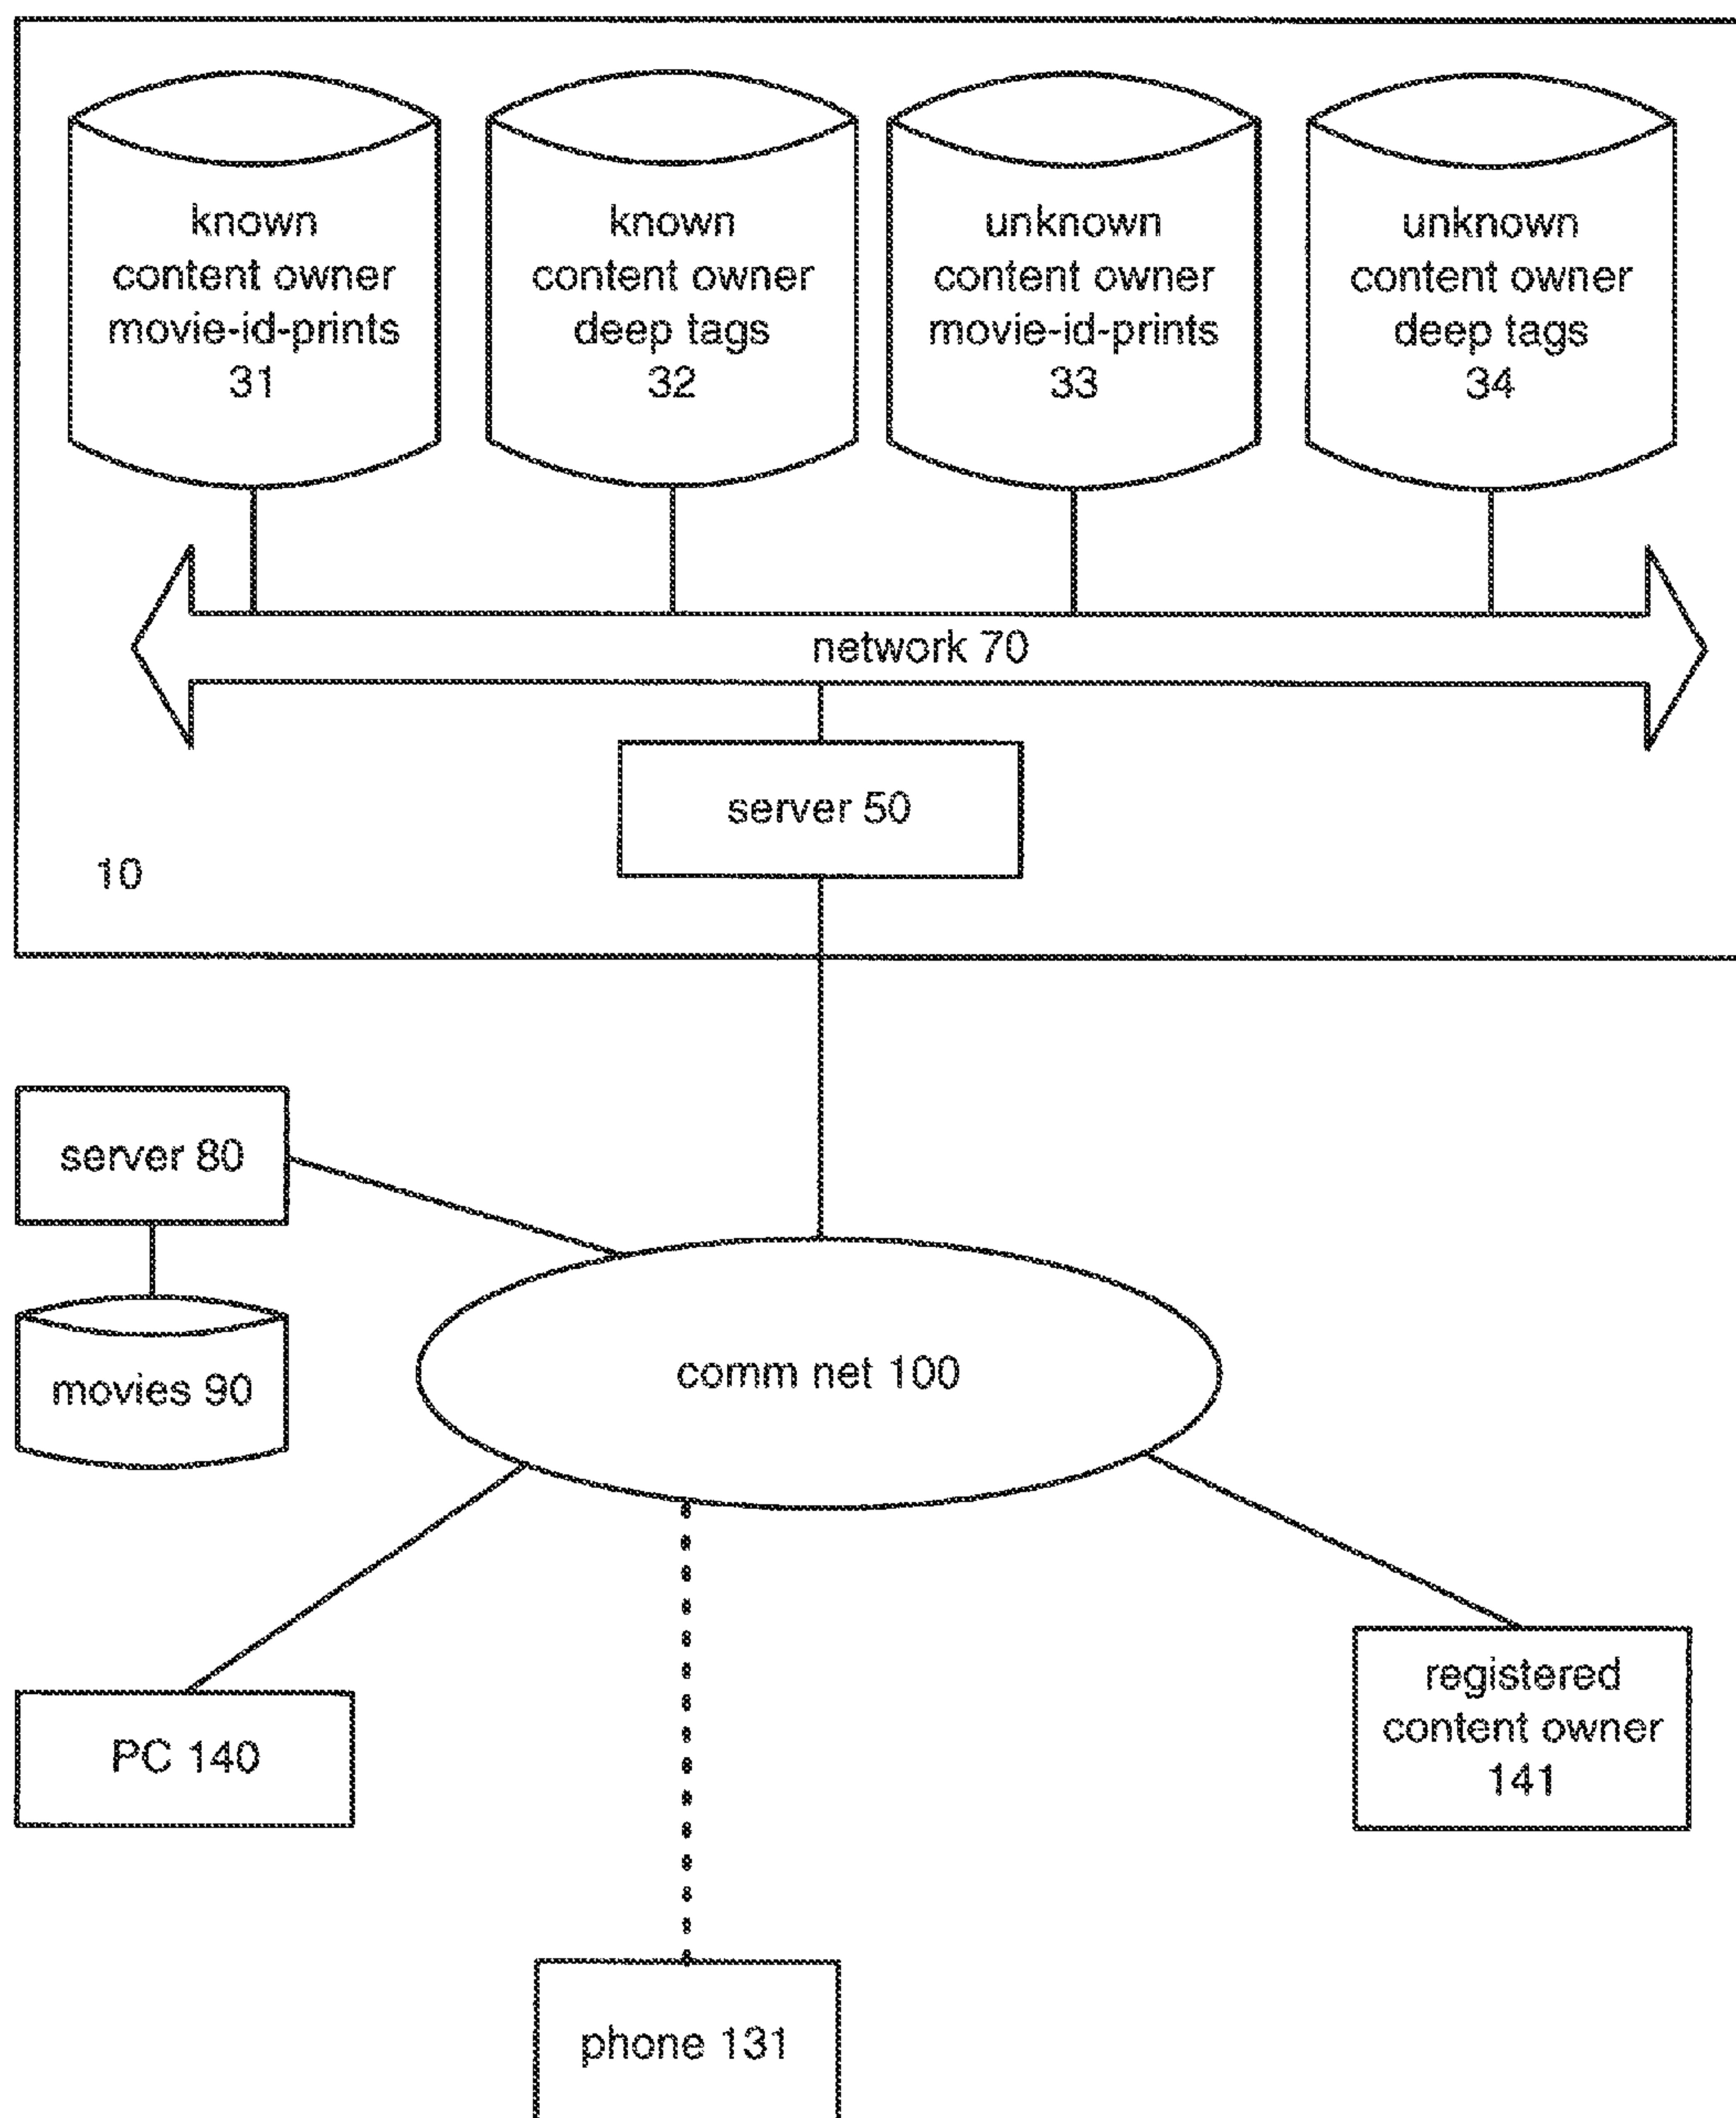 known
content owner
movie-id-prints
31
known
content owner
deep tags
32
unknown
content owner
movie-id-prints
33
unknown
content owner
deep tags
34
network 70
server 50
10
server 80
movies 90
comm net 100
PC 140
registered
content owner
141
phone 131